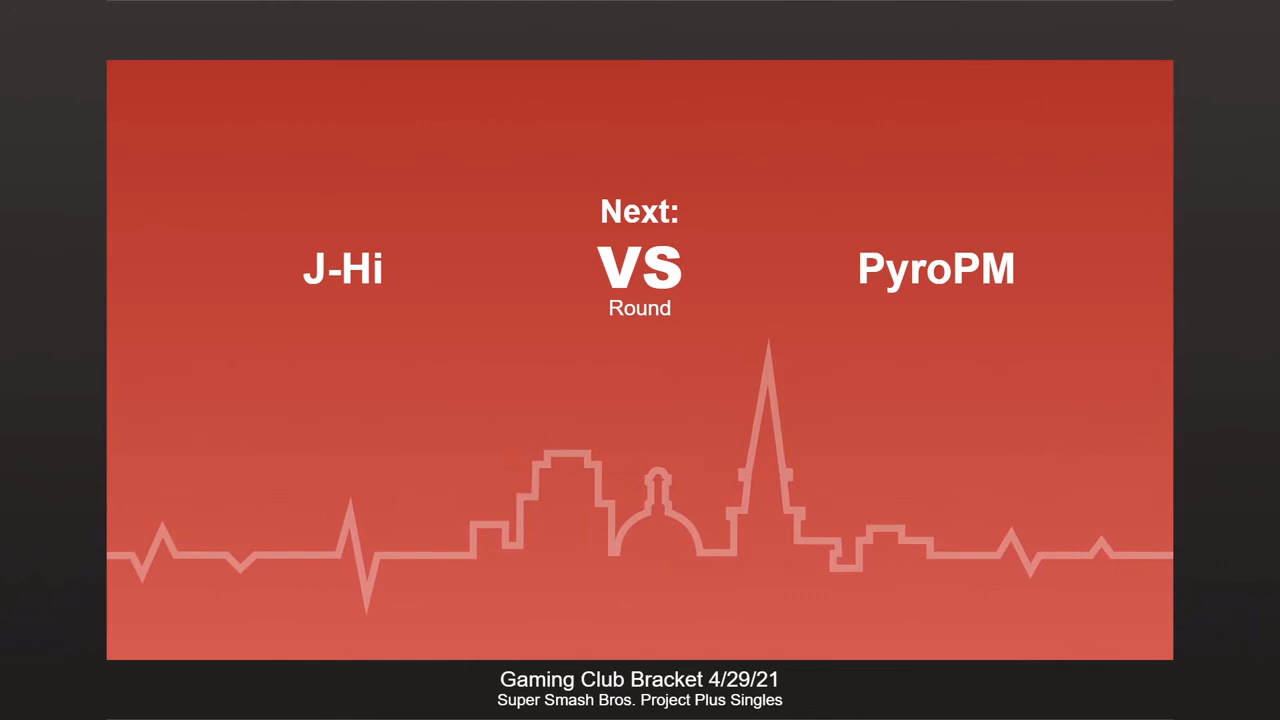 Next:
J-Hi VS PyroPM
Round
Gaming Club Bracket 4/29/21
Super Smash Bros. Project Plus Singles